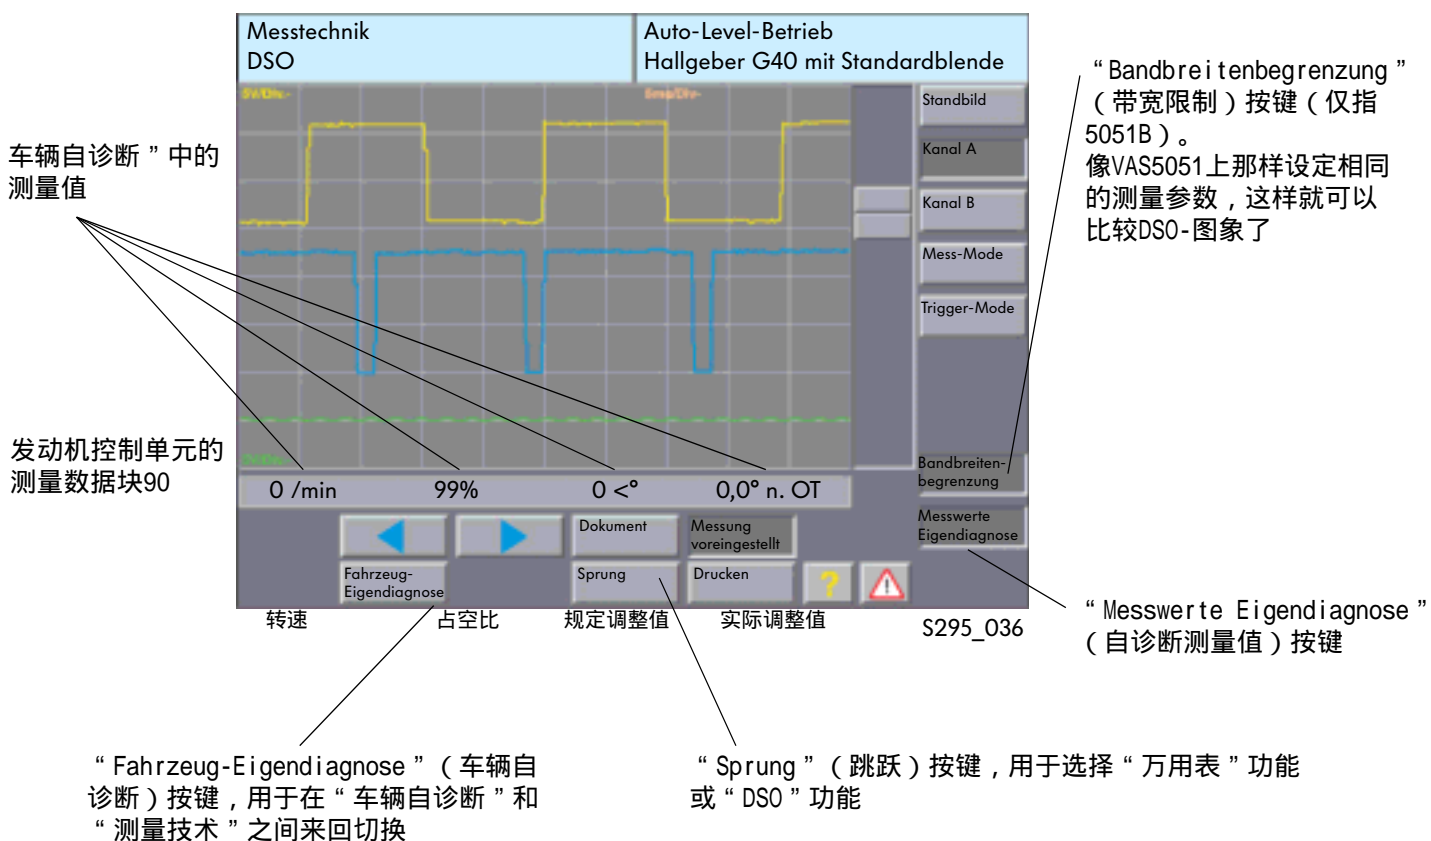 Messtechnik
DSO
Auto-Level-Betrieb
Hallgeber G40 mit Standardblende
5V/Div.-
5ms/Div-
Standbild
Kanal A
Kanal B
Mess-Mode
Trigger-Mode
Bandbreiten-
begrenzung
Messwerte
Eigendiagnose
“Bandbreitenbegrenzung”
（带宽限制）按键（仅指
5051B）。
像VAS5051上那样设定相同
的测量参数，这样就可以
比较DSO-图象了
车辆自诊断”中的
测量值
发动机控制单元的
测量数据块90
0 /min
99%
0 <°
0,0° n. OT
Dokument
Messung
voreingestellt
Fahrzeug-
Eigendiagnose
Sprung
Drucken
?
转速
占空比
规定调整值
实际调整值
S295_036
“Messwerte Eigendiagnose”
（自诊断测量值）按键
“Fahrzeug-Eigendiagnose”（车辆自
诊断）按键，用于在“车辆自诊断”和
“测量技术”之间来回切换
“Sprung”（跳跃）按键，用于选择“万用表”功能
或“DSO”功能